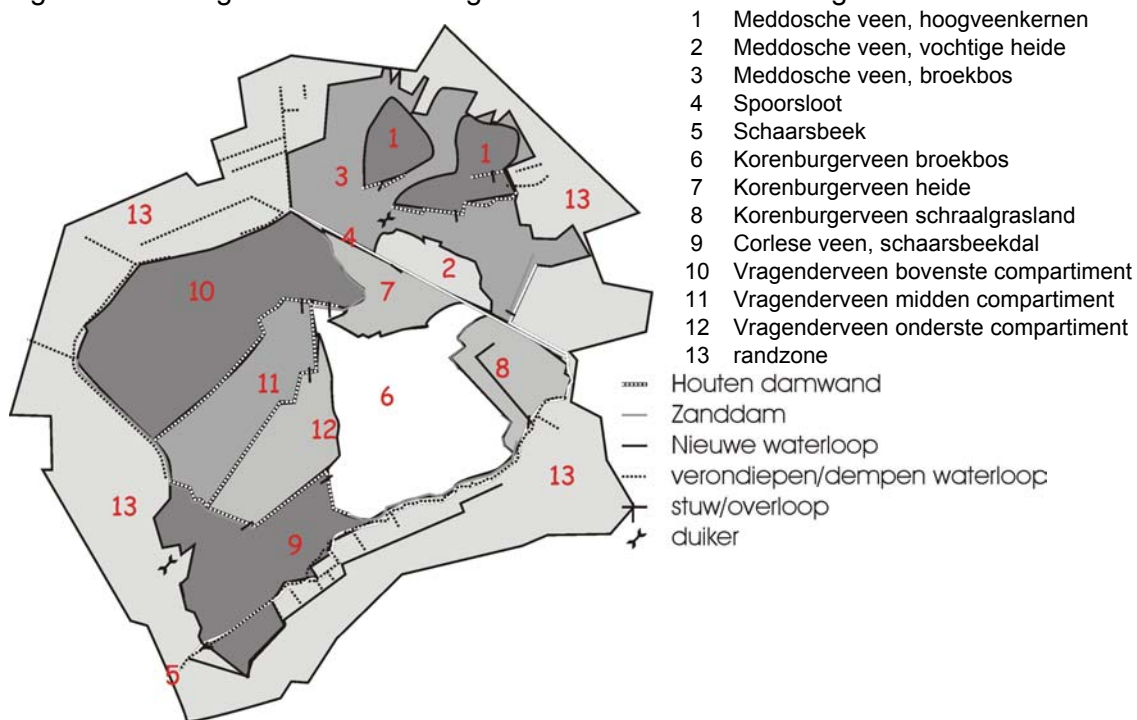 1 Meddosche veen, hoogveenkernen
2 Meddosche veen, vochtige heide
3 Meddosche veen, broekbos
4 Spoorsloot
5 Schaarsbeek
6 Korenburgerveen broekbos
7 Korenburgerveen heide
8 Korenburgerveen schraalgrasland
9 Corlese veen, schaarsbeekdal
10 Vragenderveen bovenste compartiment
11 Vragenderveen midden compartiment
12 Vragenderveen onderste compartiment
13 randzone
Houten damwand
Zanddam
Nieuwe waterloop
verondiepen/dempen waterloop
stuw/overloop
duiker
1
1
3
13
13
4
2
10
7
8
11
6
12
13
13
9
5